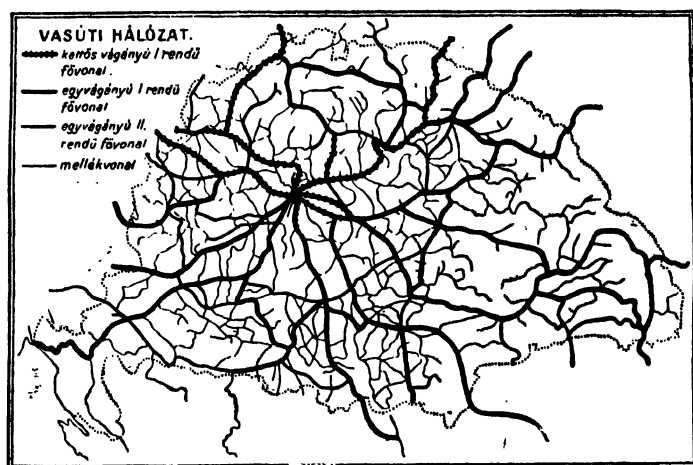 VASÚTI HÁLÓZAT.
kettős vágányú I rendű
fővonal.
egyvágányú I rendű
fővonal
egyvágányú II.
rendű fővonal
mellékvonal